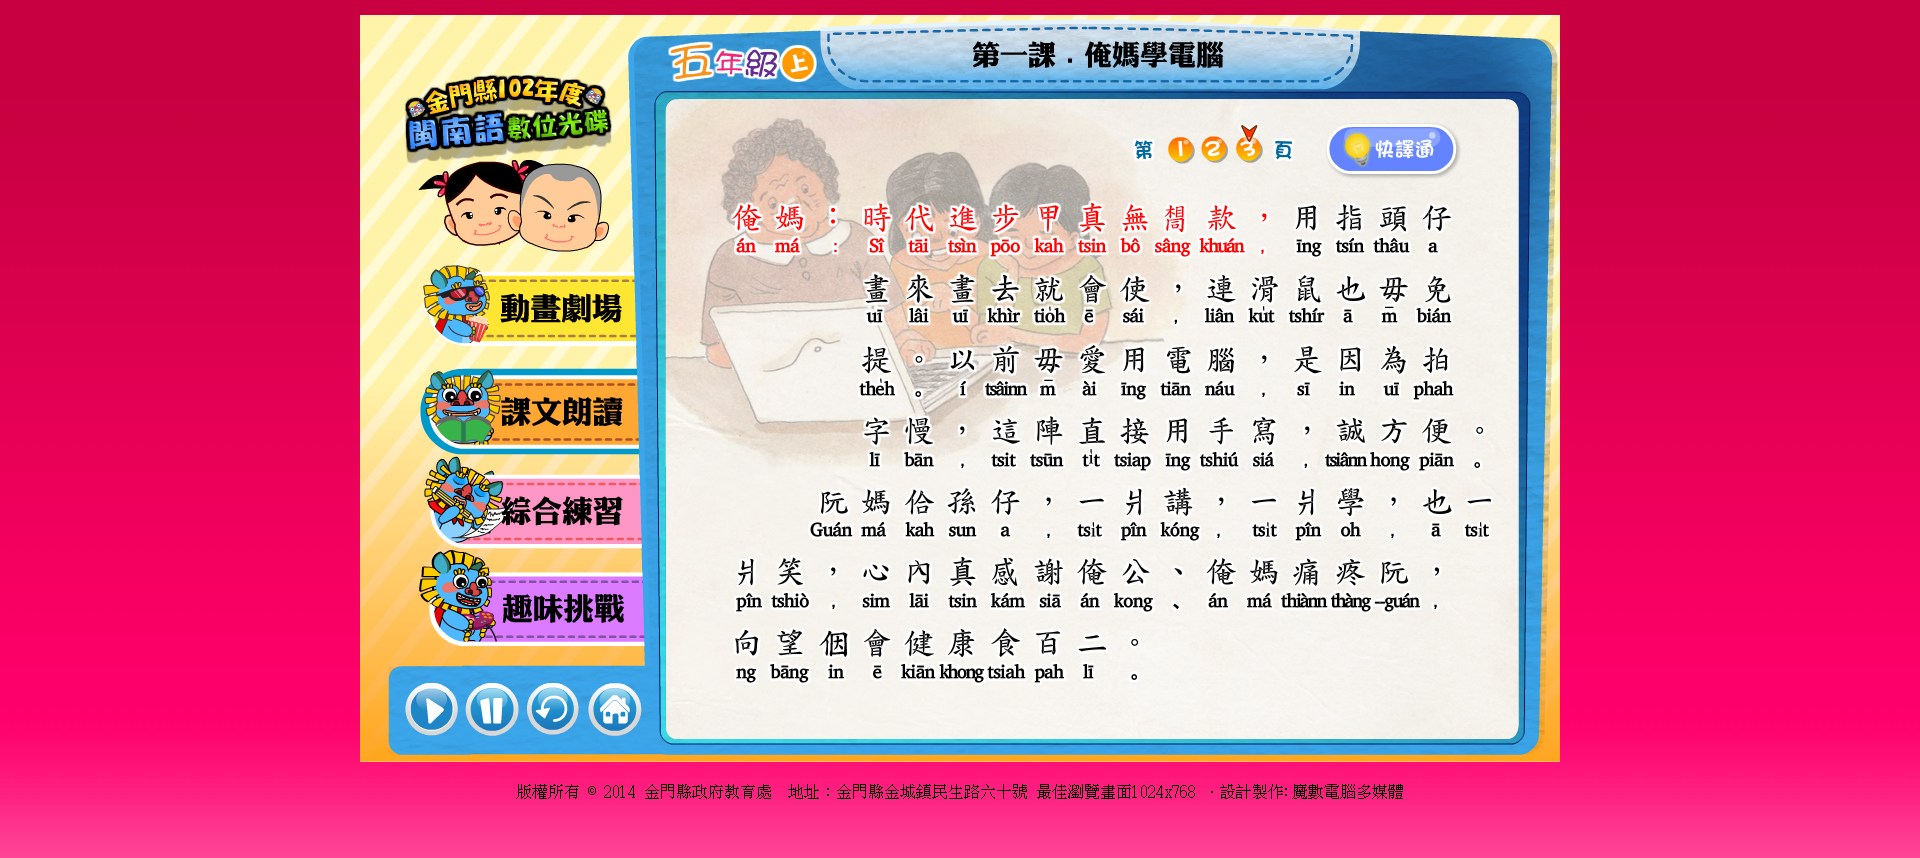 五年級上
第一課．俺媽學電腦
金門縣102年度
閩南語數位光碟
第 1 2 3 頁
快譯通
動畫劇場
課文朗讀
綜合練習
趣味挑戰
俺媽：時代進步甲真無𫝛款，用指頭仔
án má : Sî tāi tsìn pōo kah tsin bô sâng khuán , īng tsín thâu a
畫來畫去就會使，連滑鼠也毋免
uī lâi uī khìr tio̍h ē sái , liân ku̍t tshír ā m̄ bián
提。以前毋愛用電腦，是因為拍
the̍h 。 í tsâinn m̄ ài īng tiān náu , sī in uī phah
字慢，這陣直接用手寫，誠方便。
lī bān , tsit tsūn ti̍t tsiap īng tshiú siá , tsiânn hong piān 。
阮媽佮孫仔，一爿講，一爿學，也一
Guán má kah sun a , tsi̍t pîn kóng , tsi̍t pîn oh , ā tsi̍t
爿笑，心內真感謝俺公、俺媽痛疼阮，
pîn tshiò , sim lāi tsin kám siā án kong 、 án má thiànn thàng --guán ,
向望𪜶會健康食百二。
ng bāng in ē kiān khong tsiah pah lī 。
版權所有 © 2014 金門縣政府教育處 地址：金門縣金城鎮民生路六十號 最佳瀏覽畫面1024x768 ‧設計製作:魔數電腦多媒體